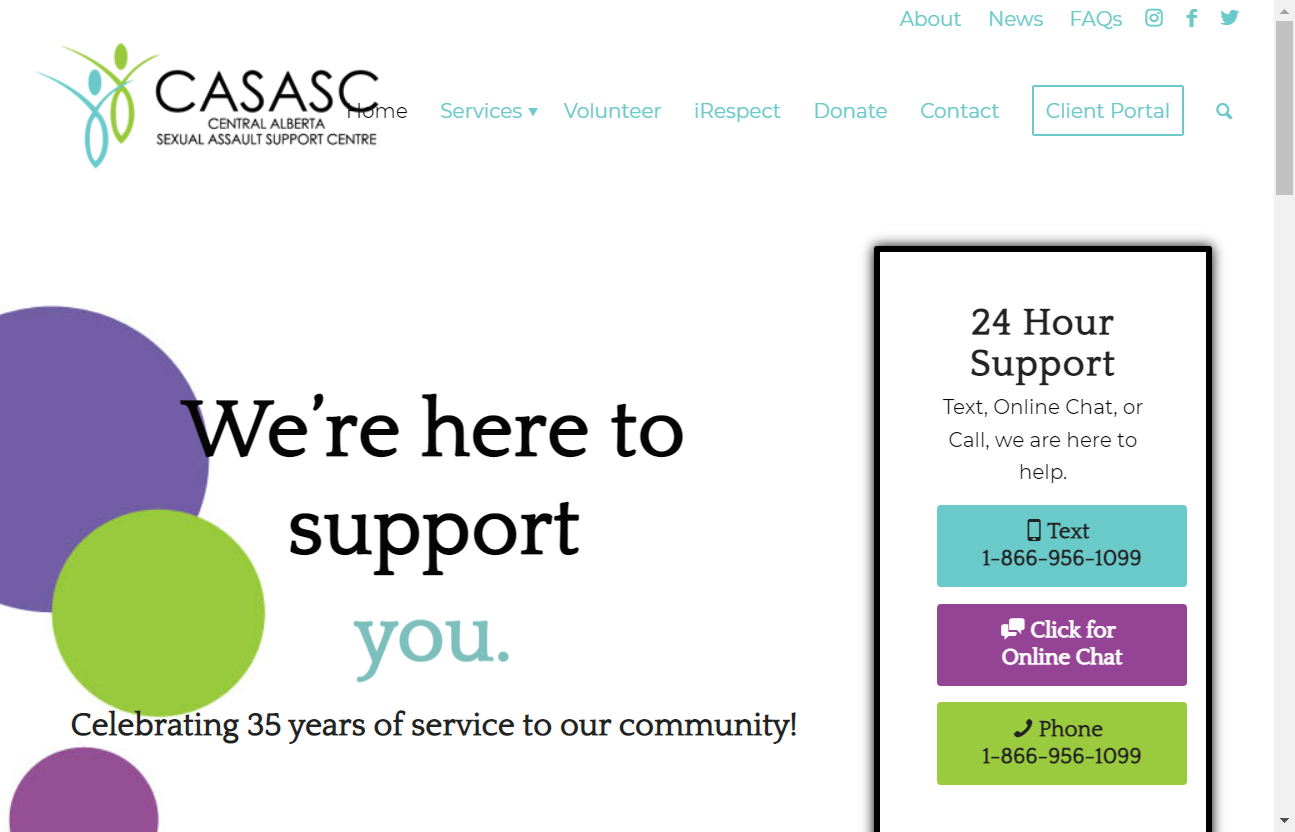 About News FAQs
CASASC
CENTRAL ALBERTA
SEXUAL ASSAULT SUPPORT CENTRE
Home Services Volunteer iRespect Donate Contact Client Portal
24 Hour
Support
Text, Online Chat, or
Call, we are here to
help.
Text
1-866-956-1099
Click for
Online Chat
Phone
1-866-956-1099
We’re here to
support
you.
Celebrating 35 years of service to our community!